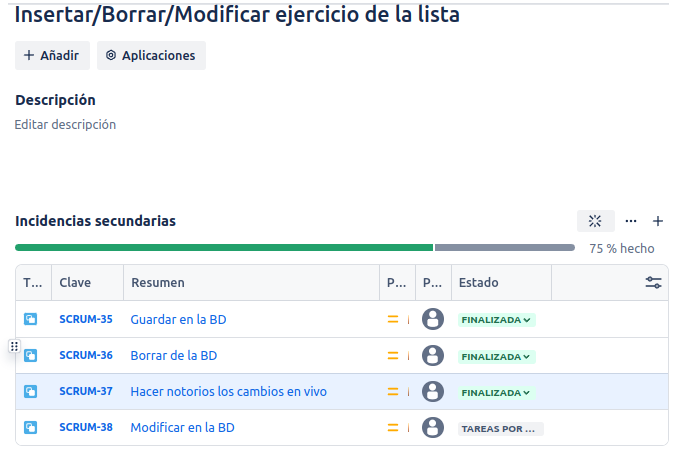 Insertar/Borrar/Modificar ejercicio de la lista
+ Añadir
Aplicaciones
Descripción
Editar descripción
Incidencias secundarias
75 % hecho
T... Clave Resumen P... P... Estado
SCRUM-35 Guardar en la BD FINALIZADA
SCRUM-36 Borrar de la BD FINALIZADA
SCRUM-37 Hacer notorios los cambios en vivo FINALIZADA
SCRUM-38 Modificar en la BD TAREAS POR ...